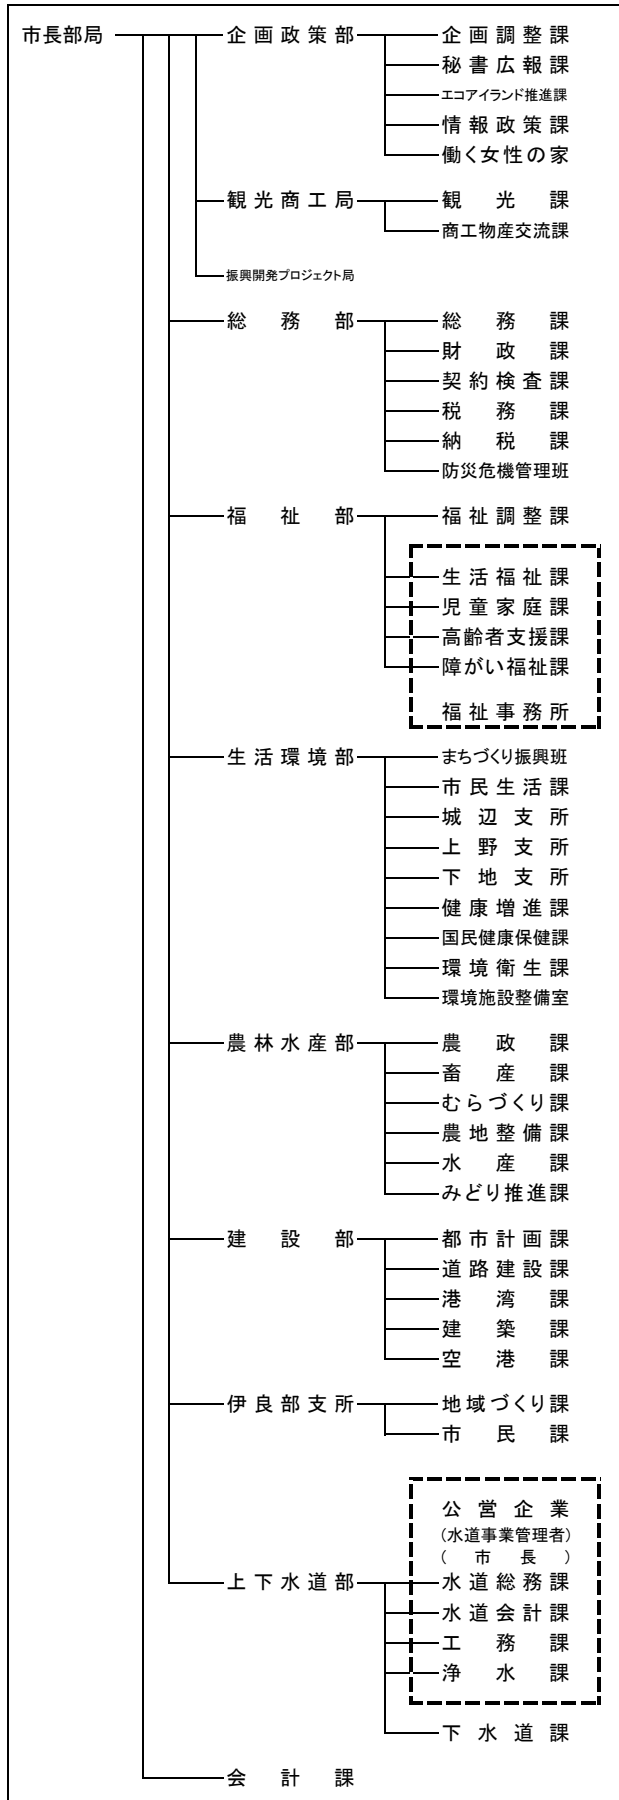 市長部局 企画政策部 企画調整課
秘書広報課
エコアイランド推進課
情報政策課
働く女性の家
観光商工局 観光課
商工物産交流課
振興開発プロジェクト局
総務部 総務課
財政課
契約検査課
税務課
納税課
防災危機管理班
福祉部 福祉調整課
生活福祉課
児童家庭課
高齢者支援課
障がい福祉課
福祉事務所
生活環境部 まちづくり振興班
市民生活課
城辺支所
上野支所
下地支所
健康増進課
国民健康保健課
環境衛生課
環境施設整備室
農林水産部 農政課
畜産課
むらづくり課
農地整備課
水産課
みどり推進課
建設部 都市計画課
道路建設課
港湾課
建築課
空港課
伊良部支所 地域づくり課
市民課
公営企業
(水道事業管理者)
(市長)
上下水道部 水道総務課
水道会計課
工務課
浄水課
下水道課
会計課